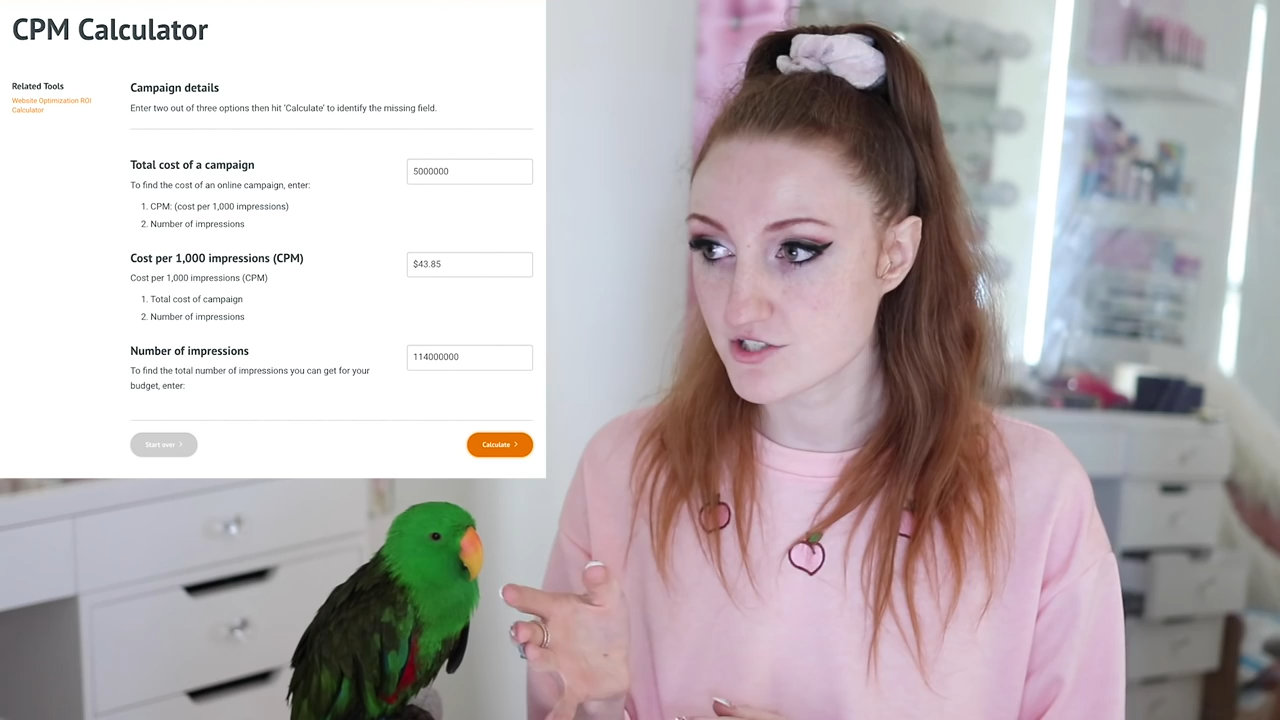 CPM Calculator
Related Tools
Website Optimization ROI
Calculator
Campaign details
Enter two out of three options then hit 'Calculate' to identify the missing field.
Total cost of a campaign
5000000
To find the cost of an online campaign, enter:
1. CPM: (cost per 1,000 impressions)
2. Number of impressions
Cost per 1,000 impressions (CPM)
$43.85
Cost per 1,000 impressions (CPM)
1. Total cost of campaign
2. Number of impressions
Number of impressions
114000000
To find the total number of impressions you can get for your
budget, enter:
Start over
Calculate